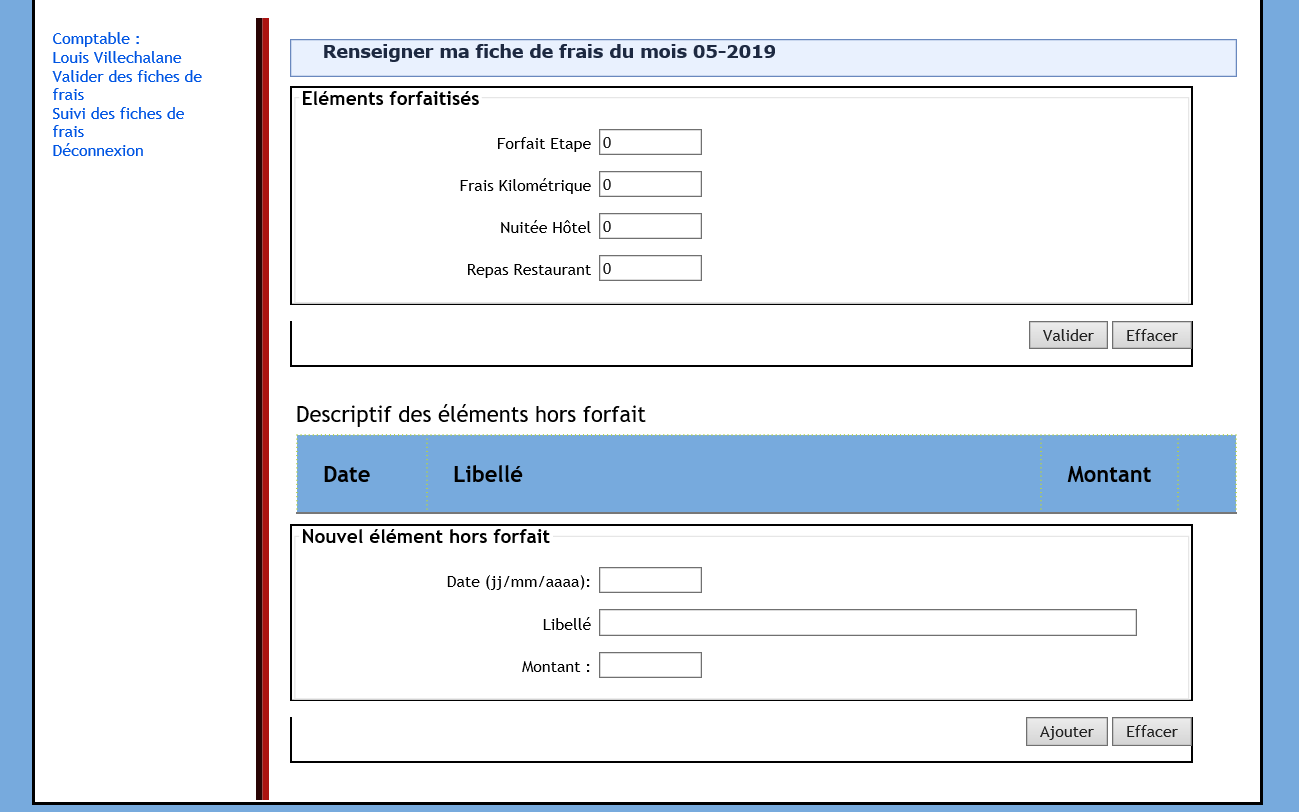 Comptable :
Louis Villechalane
Valider des fiches de
frais
Suivi des fiches de
frais
Déconnexion
Renseigner ma fiche de frais du mois 05-2019
Eléments forfaitisés
Forfait Etape 0
Frais Kilométrique 0
Nuitée Hôtel 0
Repas Restaurant 0
Valider Effacer
Descriptif des éléments hors forfait
Date Libellé Montant
Nouvel élément hors forfait
Date (jj/mm/aaaa):
Libellé
Montant :
Ajouter Effacer